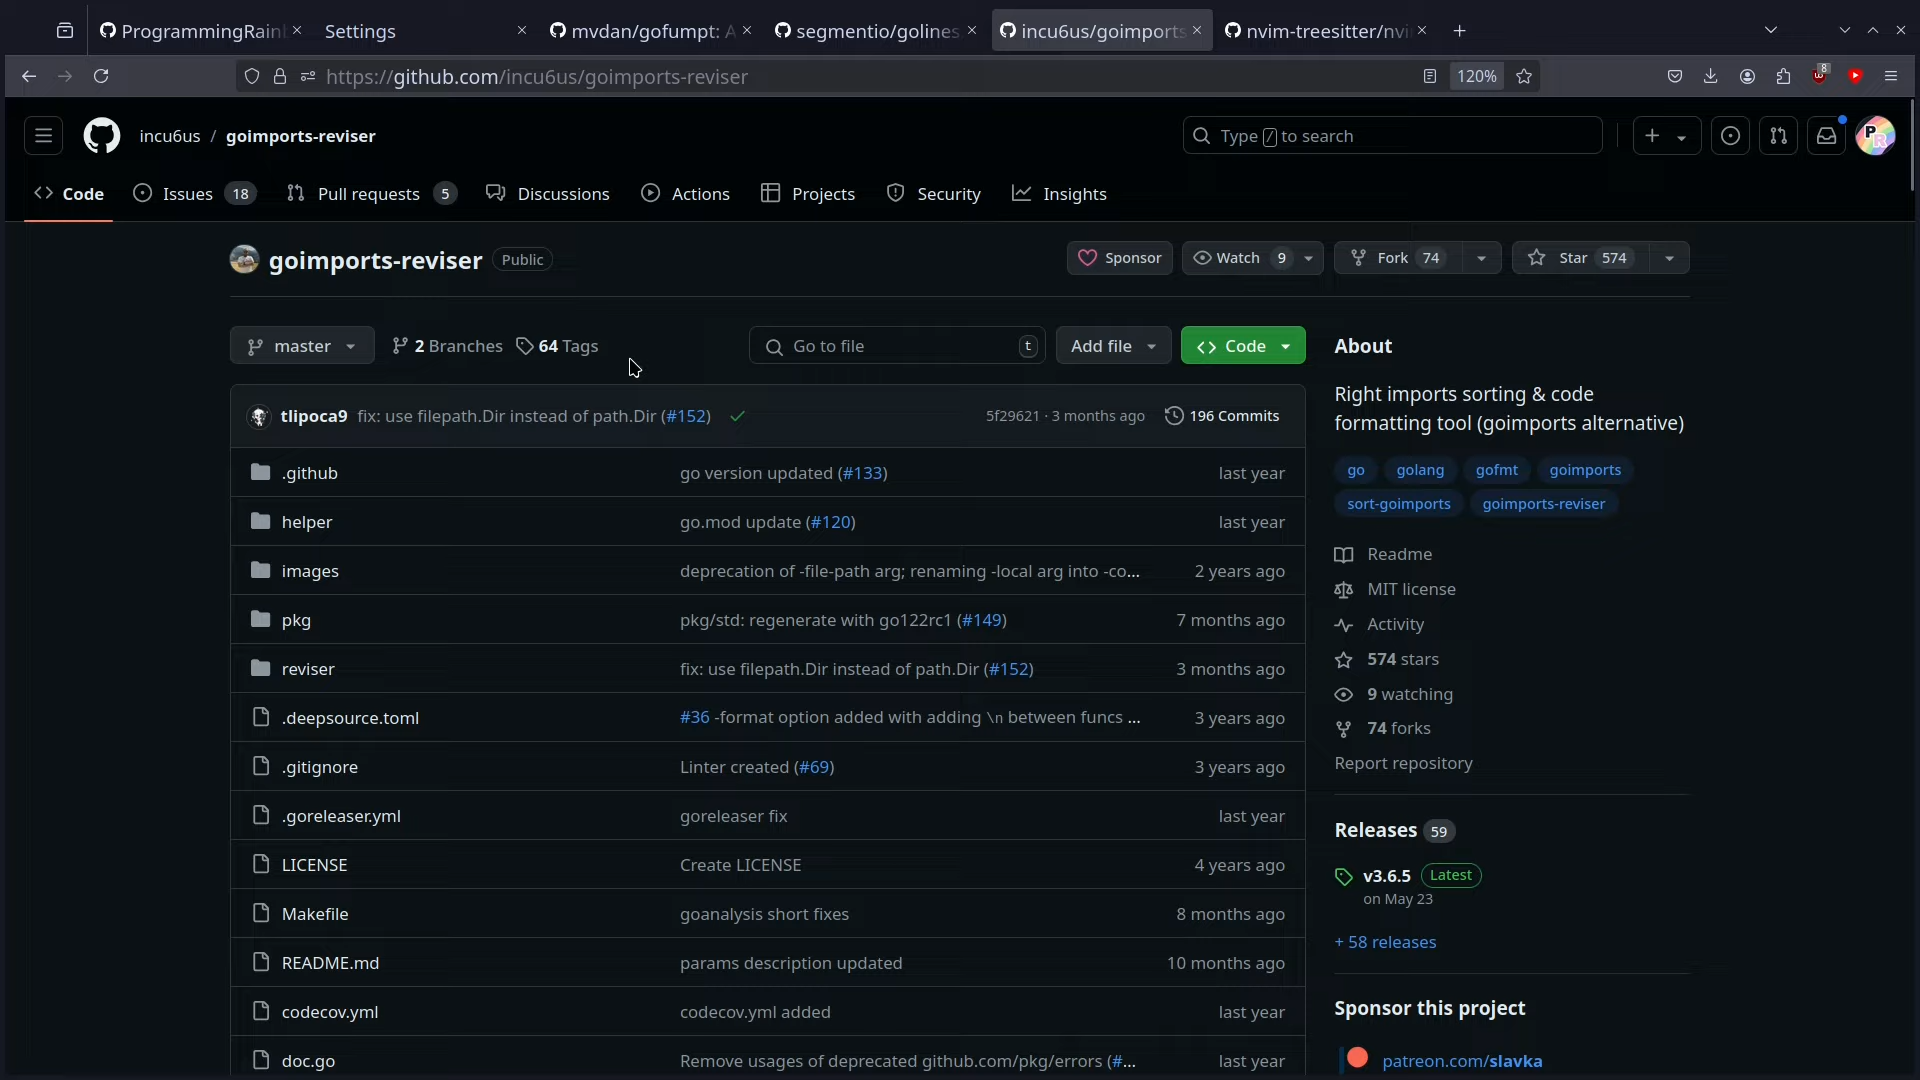 ProgrammingRain
Settings
mvdan/gofumpt: A
segmentio/golines
incu6us/goimports
nvim-treesitter/nvi
https://github.com/incu6us/goimports-reviser
120%
8
incu6us / goimports-reviser
Type / to search
Code
Issues 18
Pull requests 5
Discussions
Actions
Projects
Security
Insights
goimports-reviser Public
Sponsor
Watch 9
Fork 74
Star 574
master
2 Branches
64 Tags
Go to file t
Add file
Code
tlipoca9 fix: use filepath.Dir instead of path.Dir (#152)
5f29621 · 3 months ago
196 Commits
.github go version updated (#133) last year
helper go.mod update (#120) last year
images deprecation of -file-path arg; renaming -local arg into -co... 2 years ago
pkg pkg/std: regenerate with go122rc1 (#149) 7 months ago
reviser fix: use filepath.Dir instead of path.Dir (#152) 3 months ago
.deepsource.toml #36 -format option added with adding \n between funcs ... 3 years ago
.gitignore Linter created (#69) 3 years ago
.goreleaser.yml goreleaser fix last year
LICENSE Create LICENSE 4 years ago
Makefile goanalysis short fixes 8 months ago
README.md params description updated 10 months ago
codecov.yml codecov.yml added last year
doc.go Remove usages of deprecated github.com/pkg/errors (#... last year
About
Right imports sorting & code
formatting tool (goimports alternative)
go golang gofmt goimports
sort-goimports goimports-reviser
Readme
MIT license
Activity
574 stars
9 watching
74 forks
Report repository
Releases 59
v3.6.5 Latest
on May 23
+ 58 releases
Sponsor this project
patreon.com/slavka